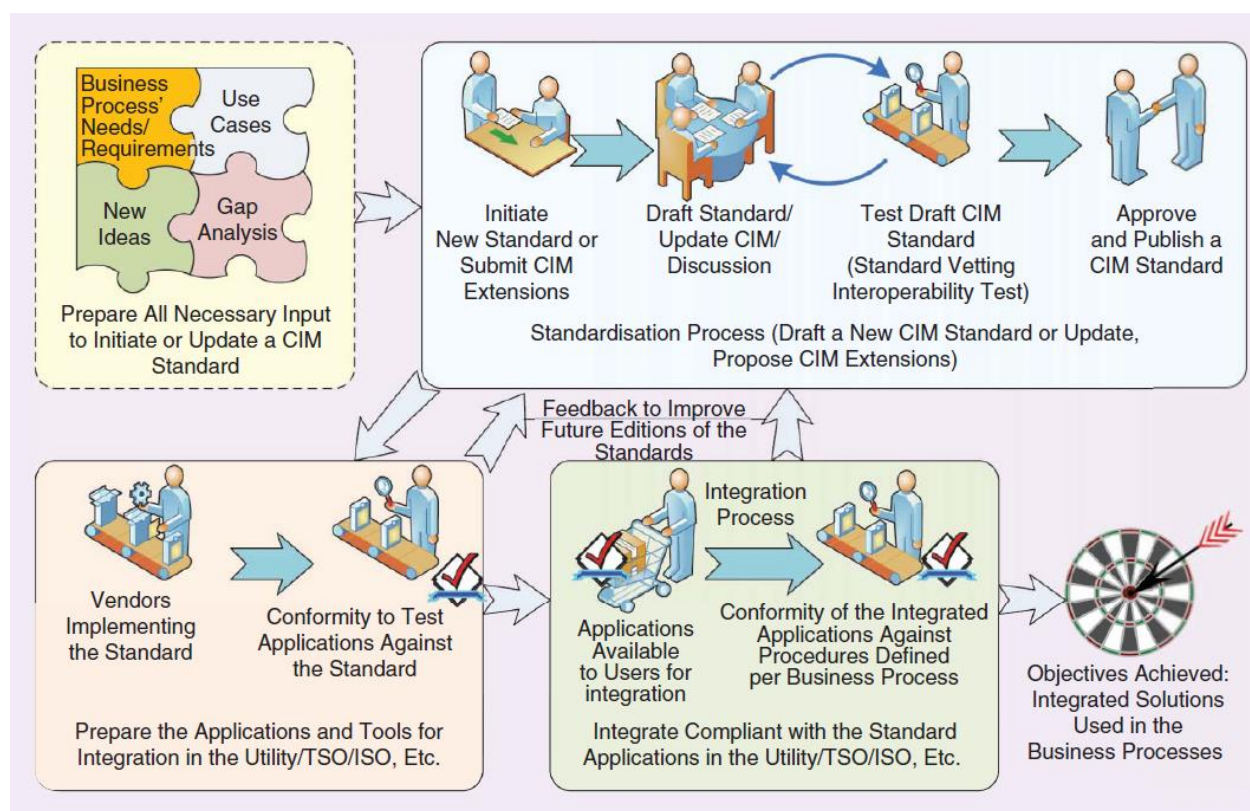 Business
Process'
Needs/
Requirements
Use
Cases
New
Ideas
Gap
Analysis
Prepare All Necessary Input
to Initiate or Update a CIM
Standard
Initiate
New Standard or
Submit CIM
Extensions
Draft Standard/
Update CIM/
Discussion
Test Draft CIM
Standard
(Standard Vetting
Interoperability Test)
Approve
and Publish a
CIM Standard
Standardisation Process (Draft a New CIM Standard or Update,
Propose CIM Extensions)
Feedback to Improve
Future Editions of the
Standards
Vendors
Implementing
the Standard
Conformity to Test
Applications Against
the Standard
Prepare the Applications and Tools for
Integration in the Utility/TSO/ISO, Etc.
Integration
Process
Applications
Available
to Users for
integration
Conformity of the Integrated
Applications Against
Procedures Defined
per Business Process
Integrate Compliant with the Standard
Applications in the Utility/TSO/ISO, Etc.
Objectives Achieved:
Integrated Solutions
Used in the
Business Processes